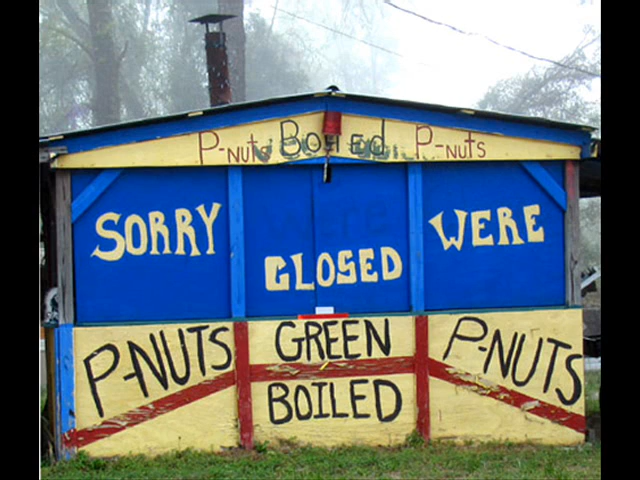 P-NUTS BOILED P-NUTS
SORRY CLOSED WERE
P-NUTS GREEN P-NUTS
BOILED